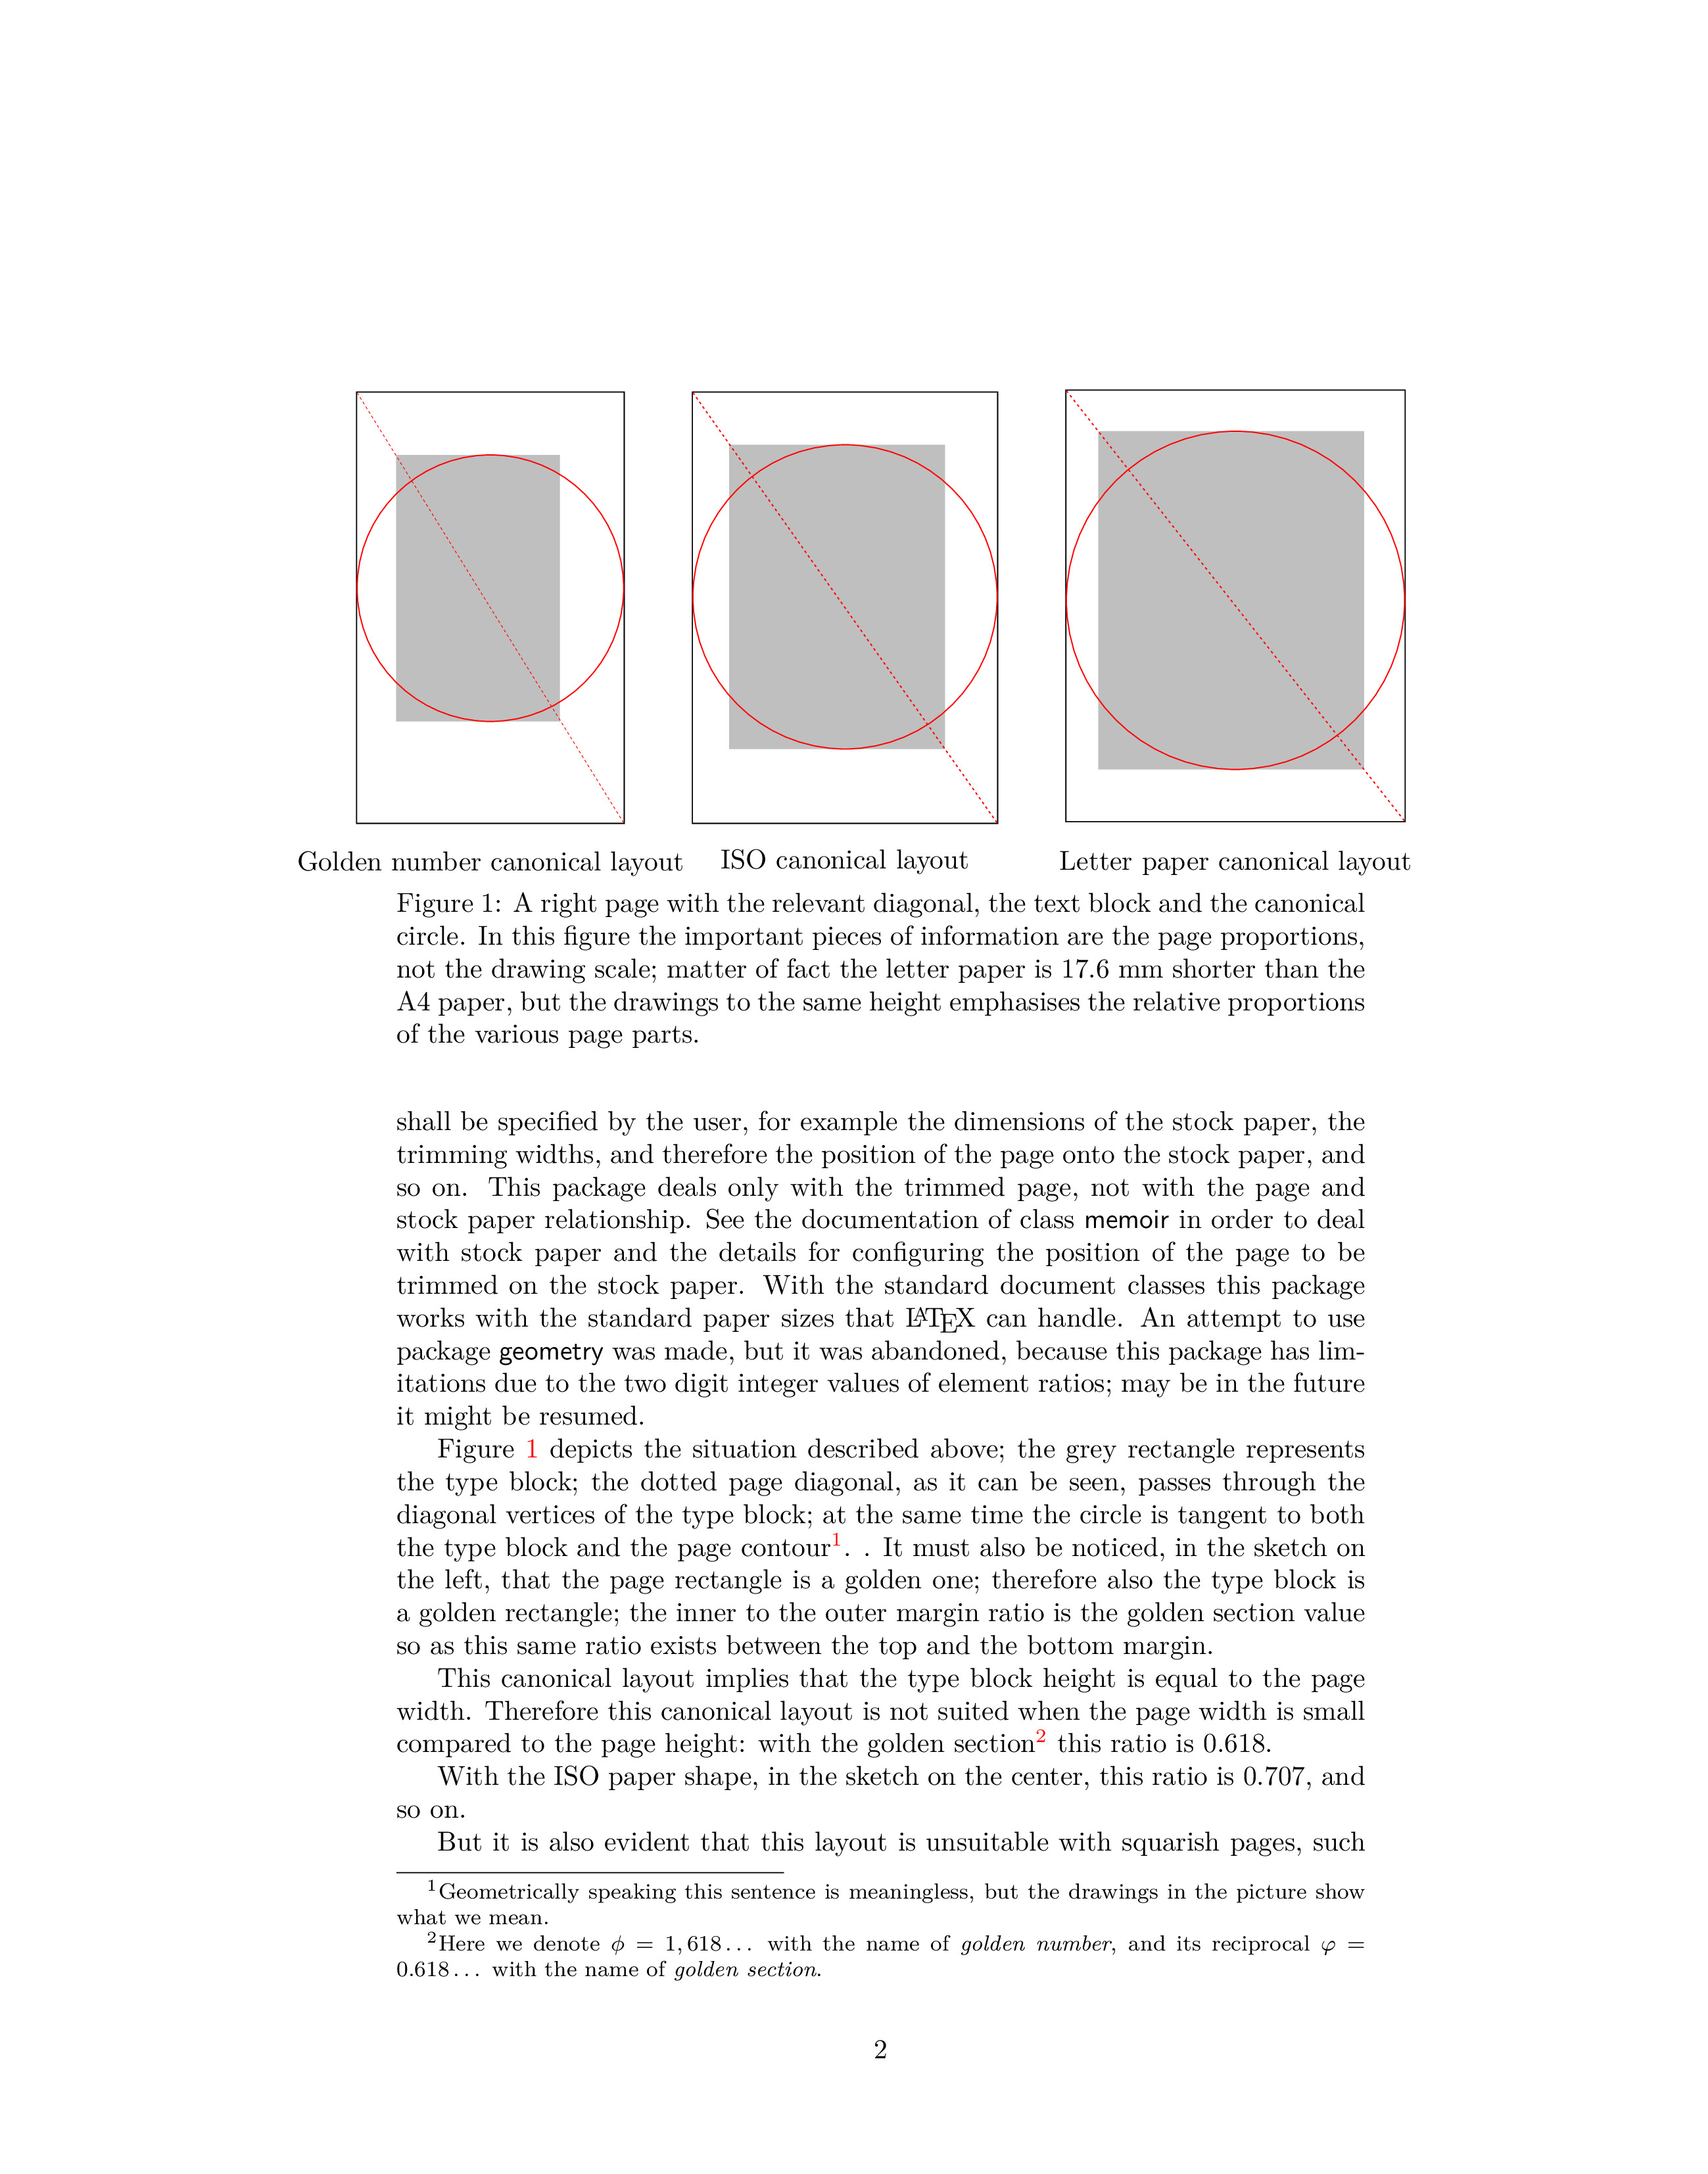 Golden number canonical layout
ISO canonical layout
Letter paper canonical layout
Figure 1: A right page with the relevant diagonal, the text block and the canonical
circle. In this figure the important pieces of information are the page proportions,
not the drawing scale; matter of fact the letter paper is 17.6 mm shorter than the
A4 paper, but the drawings to the same height emphasises the relative proportions
of the various page parts.
shall be specified by the user, for example the dimensions of the stock paper, the
trimming widths, and therefore the position of the page onto the stock paper, and
so on. This package deals only with the trimmed page, not with the page and
stock paper relationship. See the documentation of class memoir in order to deal
with stock paper and the details for configuring the position of the page to be
trimmed on the stock paper. With the standard document classes this package
works with the standard paper sizes that LATEX can handle. An attempt to use
package geometry was made, but it was abandoned, because this package has lim-
itations due to the two digit integer values of element ratios; may be in the future
it might be resumed.
Figure 1 depicts the situation described above; the grey rectangle represents
the type block; the dotted page diagonal, as it can be seen, passes through the
diagonal vertices of the type block; at the same time the circle is tangent to both
the type block and the page contour1. . It must also be noticed, in the sketch on
the left, that the page rectangle is a golden one; therefore also the type block is
a golden rectangle; the inner to the outer margin ratio is the golden section value
so as this same ratio exists between the top and the bottom margin.
This canonical layout implies that the type block height is equal to the page
width. Therefore this canonical layout is not suited when the page width is small
compared to the page height: with the golden section2 this ratio is 0.618.
With the ISO paper shape, in the sketch on the center, this ratio is 0.707, and
so on.
But it is also evident that this layout is unsuitable with squarish pages, such
1Geometrically speaking this sentence is meaningless, but the drawings in the picture show
what we mean.
2Here we denote ϕ = 1, 618 . . . with the name of golden number, and its reciprocal φ =
0.618 . . . with the name of golden section.
2